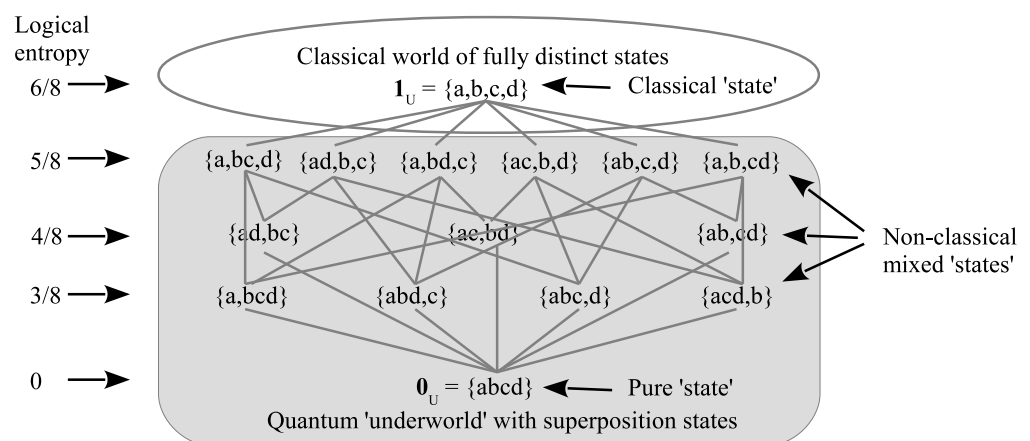 Logical
entropy
Classical world of fully distinct states
6/8
1U = {a,b,c,d}
Classical 'state'
5/8
{a,bc,d} {ad,b,c} {a,bd,c} {ac,b,d} {ab,c,d} {a,b,cd}
4/8
{ad,bc} {ac,bd} {ab,cd}
Non-classical
mixed 'states'
3/8
{a,bcd} {abd,c} {abc,d} {acd,b}
0
0U = {abcd}
Pure 'state'
Quantum 'underworld' with superposition states